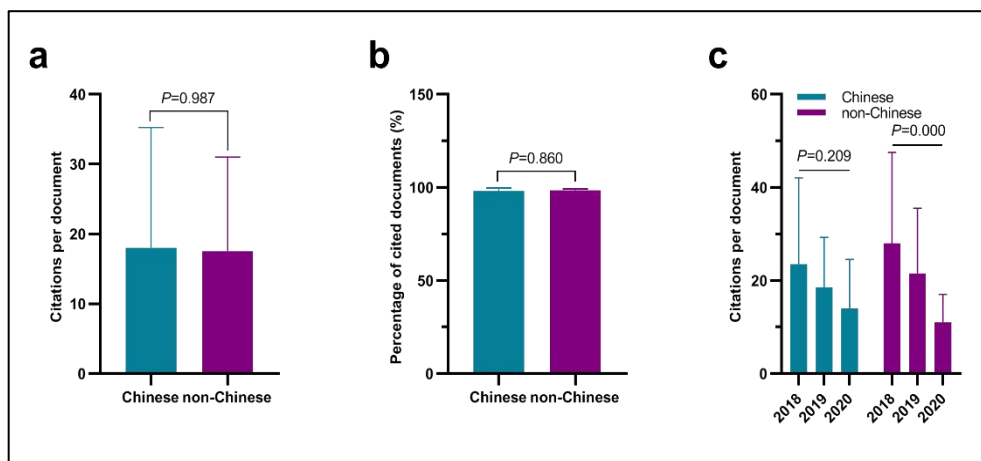 a
Citations per document
40
30
20
10
0
P=0.987
Chinese non-Chinese
b
Percentage of cited documents (%)
150
100
50
0
P=0.860
Chinese non-Chinese
c
Citations per document
60
40
20
0
Chinese
non-Chinese
P=0.000
P=0.209
2018
2019
2020
2018
2019
2020